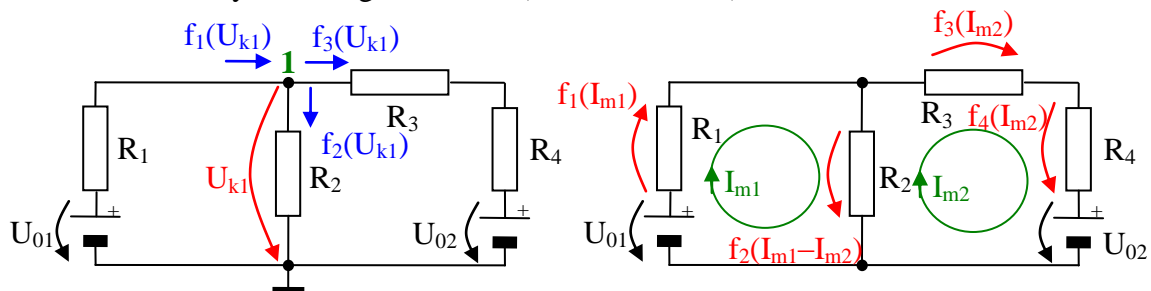 f₁(Uₖ₁) f₃(Uₖ₁)
1
R₃
R₁
f₂(Uₖ₁)
R₄
Uₖ₁
R₂
+
+
U₀₁
U₀₂
f₃(Iₘ₂)
f₁(Iₘ₁)
R₃
R₁
f₄(Iₘ₂)
R₄
Iₘ₁
R₂
Iₘ₂
+
+
U₀₁
f₂(Iₘ₁–Iₘ₂)
U₀₂